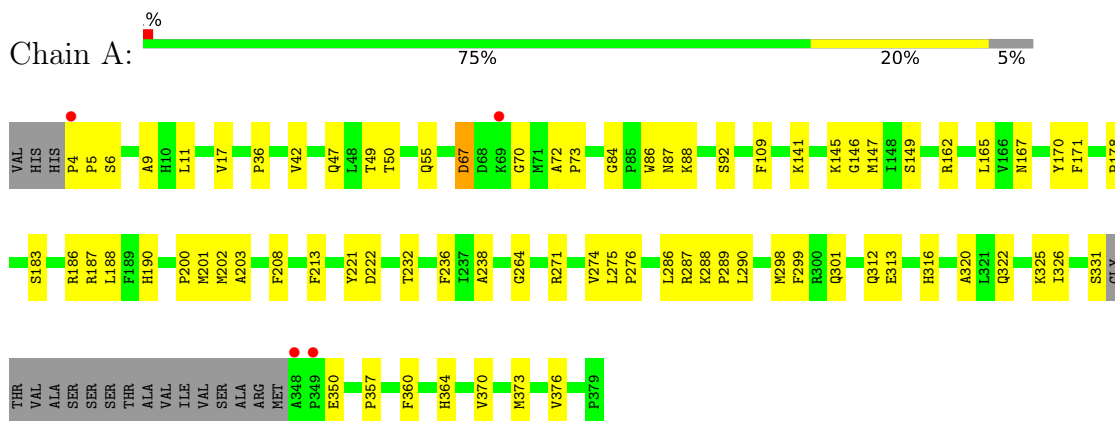 .%
Chain A:
75% 20% 5%
VAL HIS HIS P4 P5 S6 A9 H10 L11 V17 P36 V42 Q47 L48 T49 T50 Q55 D67 D68 K69 G70 M71 A72 P73 G84 P85 W86 N87 K88 S92 F109 K141 K145 G146 M147 I148 S149 R162 L165 V166 N167 Y170 F171
S183 R186 R187 L188 F189 H190 P200 M201 M202 A203 F208 F213 Y221 D222 T232 F236 I237 A238 G264 R271 V274 L275 P276 L286 R287 K288 P289 L290 M298 F299 R300 Q301 Q312 E313 H316 A320 L321 Q322 K325 I326 S331
THR VAL ALA SER SER SER THR ALA VAL ILE VAL SER ALA ARG MET A348 P349 E350 P357 F360 H364 V370 M373 V376 P379